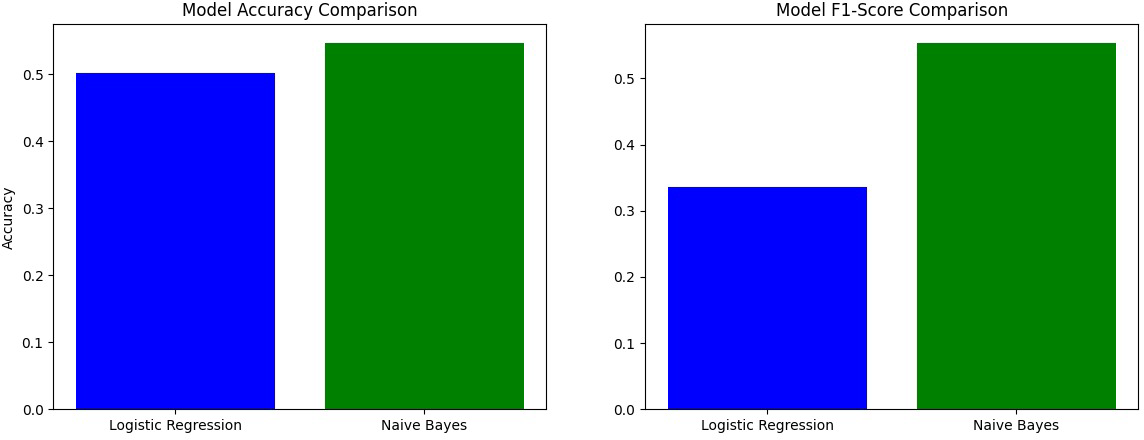 Model Accuracy Comparison
Accuracy
0.5
0.4
0.3
0.2
0.1
0.0
Logistic Regression
Naive Bayes
Model F1-Score Comparison
0.5
0.4
0.3
0.2
0.1
0.0
Logistic Regression
Naive Bayes